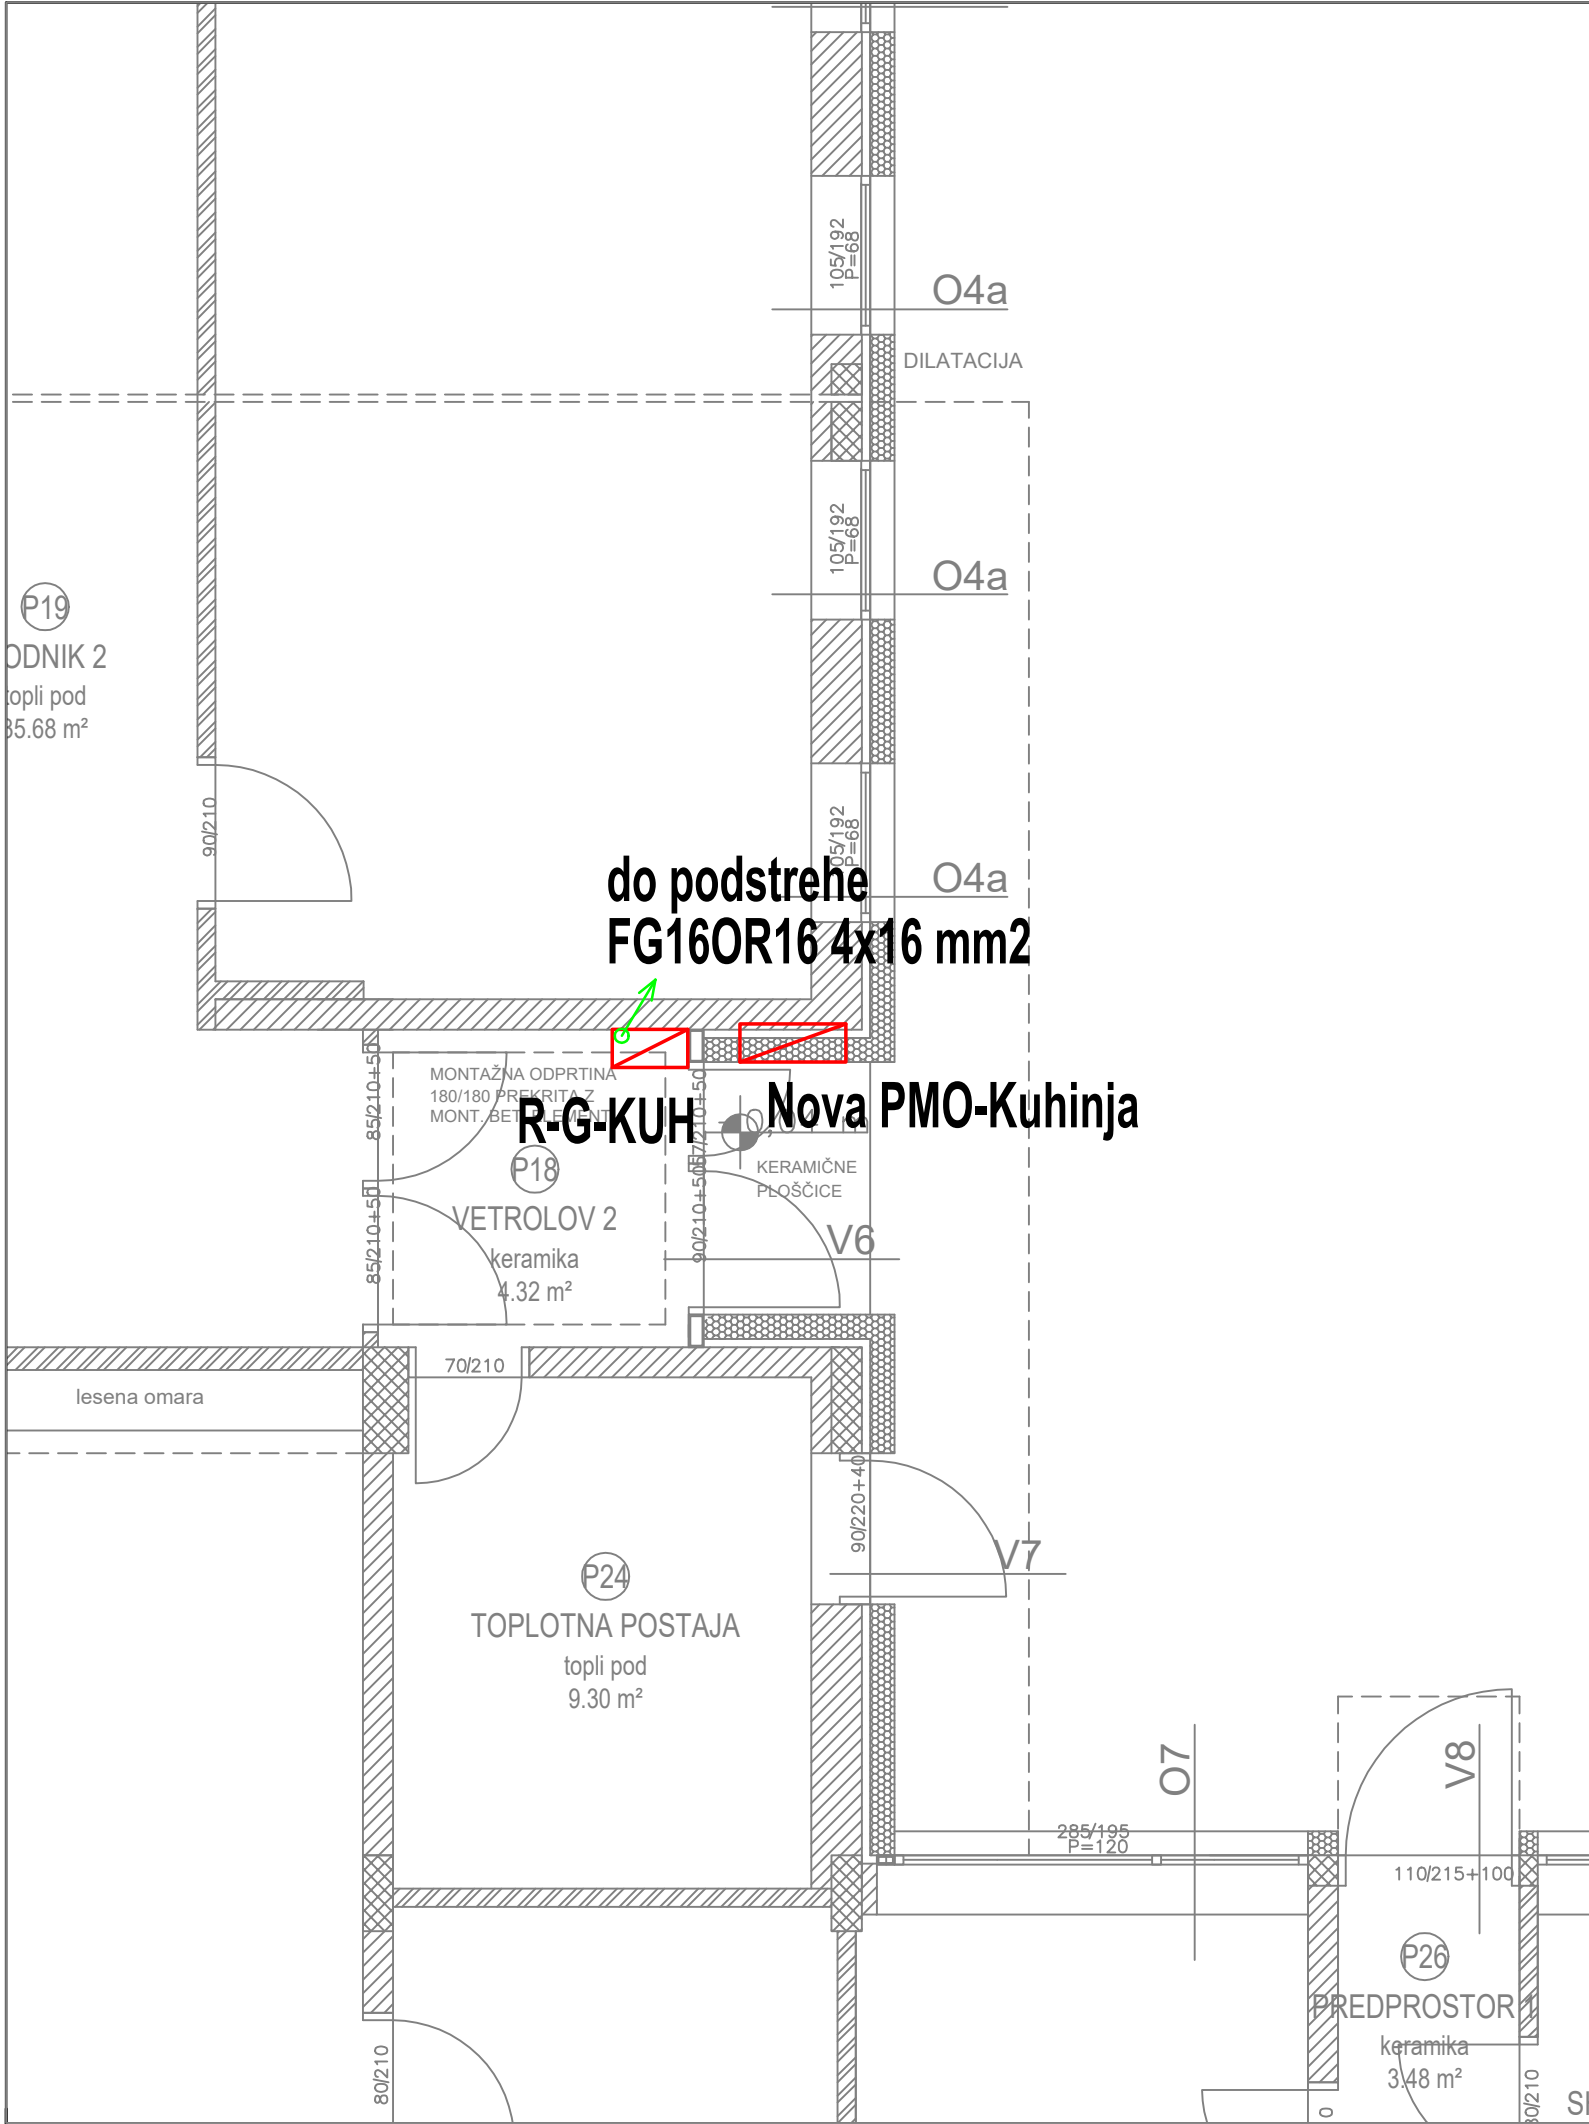 105/192
P=68
O4a
DILATACIJA
105/192
P=68
O4a
P19
ODNIK 2
topli pod
35.68 m²
90/210
105/192
P=68
O4a
do podstrehe
FG16OR16 4x16 mm2
MONTAŽNA ODPRTINA
180/180 PREKRITA Z
MONT. BET. ELEMENTI
R-G-KUH
Nova PMO-Kuhinja
85/210+50
85/210+50
90/210+50
P18
VETROLOV 2
keramika
4.32 m²
KERAMIČNE
PLOŠČICE
V6
70/210
lesena omara
90/220+40
V7
P24
TOPLOTNA POSTAJA
topli pod
9.30 m²
O7
V8
285/195
P=120
110/215+100
P26
PREDPROSTOR 1
keramika
3.48 m²
80/210
0
80/210